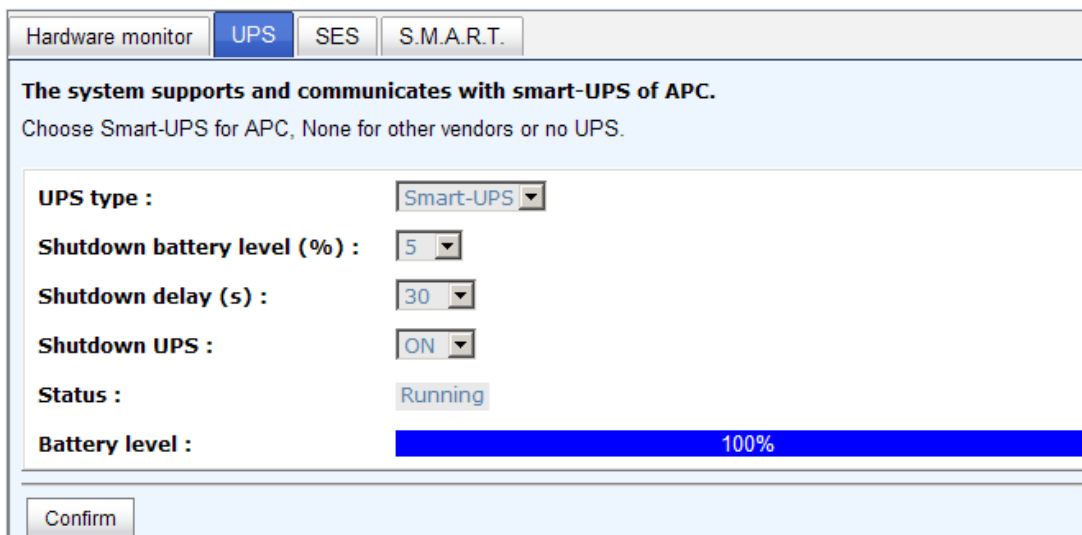 Hardware monitor UPS SES S.M.A.R.T.
The system supports and communicates with smart-UPS of APC.
Choose Smart-UPS for APC, None for other vendors or no UPS.
UPS type : Smart-UPS
Shutdown battery level (%) : 5
Shutdown delay (s) : 30
Shutdown UPS : ON
Status : Running
Battery level : 100%
Confirm